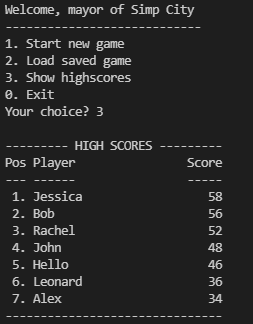 Welcome, mayor of Simp City
----------------------------
1. Start new game
2. Load saved game
3. Show highscores
0. Exit
Your choice? 3

--------- HIGH SCORES ---------
Pos Player                Score
--- ------                -----
 1. Jessica                  58
 2. Bob                      56
 3. Rachel                   52
 4. John                     48
 5. Hello                    46
 6. Leonard                  36
 7. Alex                     34
-------------------------------